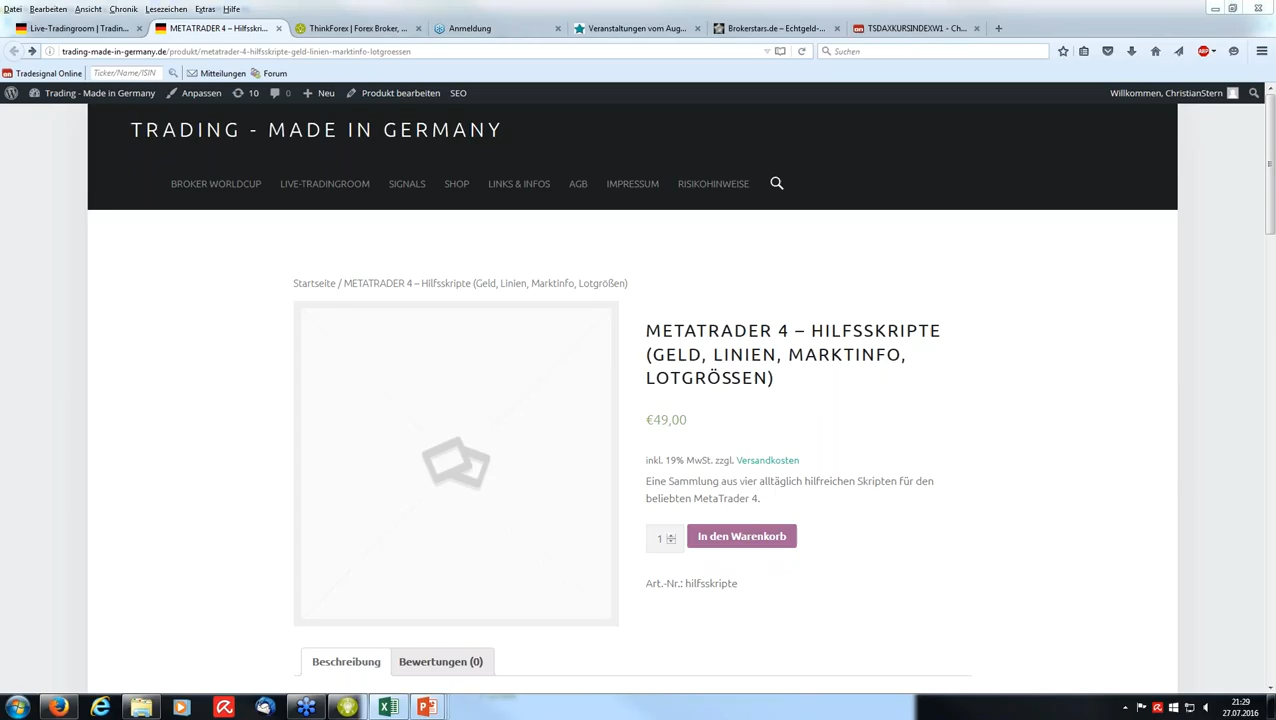 Datei Bearbeiten Ansicht Chronik Lesezeichen Extras Hilfe
Live-Tradingroom | Tradin... METATRADER 4 – Hilfsskri... ThinkForex | Forex Broker, ... Anmeldung Veranstaltungen vom Aug... Brokerstars.de – Echtgeld-... TSDAXKURSINDEXW1 - Ch...
trading-made-in-germany.de/produkt/metatrader-4-hilfsskripte-geld-linien-marktinfo-lotgroessen Suchen
Tradesignal Online Ticker/Name/ISIN Mitteilungen Forum
Trading - Made in Germany Anpassen 10 0 Neu Produkt bearbeiten SEO Willkommen, ChristianStern
TRADING - MADE IN GERMANY
BROKER WORLDCUP LIVE-TRADINGROOM SIGNALS SHOP LINKS & INFOS AGB IMPRESSUM RISIKOHINWEISE
Startseite / METATRADER 4 – Hilfsskripte (Geld, Linien, Marktinfo, Lotgrößen)
METATRADER 4 – HILFSSKRIPTE
(GELD, LINIEN, MARKTINFO,
LOTGRÖSSEN)
€49,00
inkl. 19% MwSt. zzgl. Versandkosten
Eine Sammlung aus vier alltäglich hilfreichen Skripten für den
beliebten MetaTrader 4.
1 In den Warenkorb
Art.-Nr.: hilfsskripte
Beschreibung Bewertungen (0)
21:29
27.07.2016